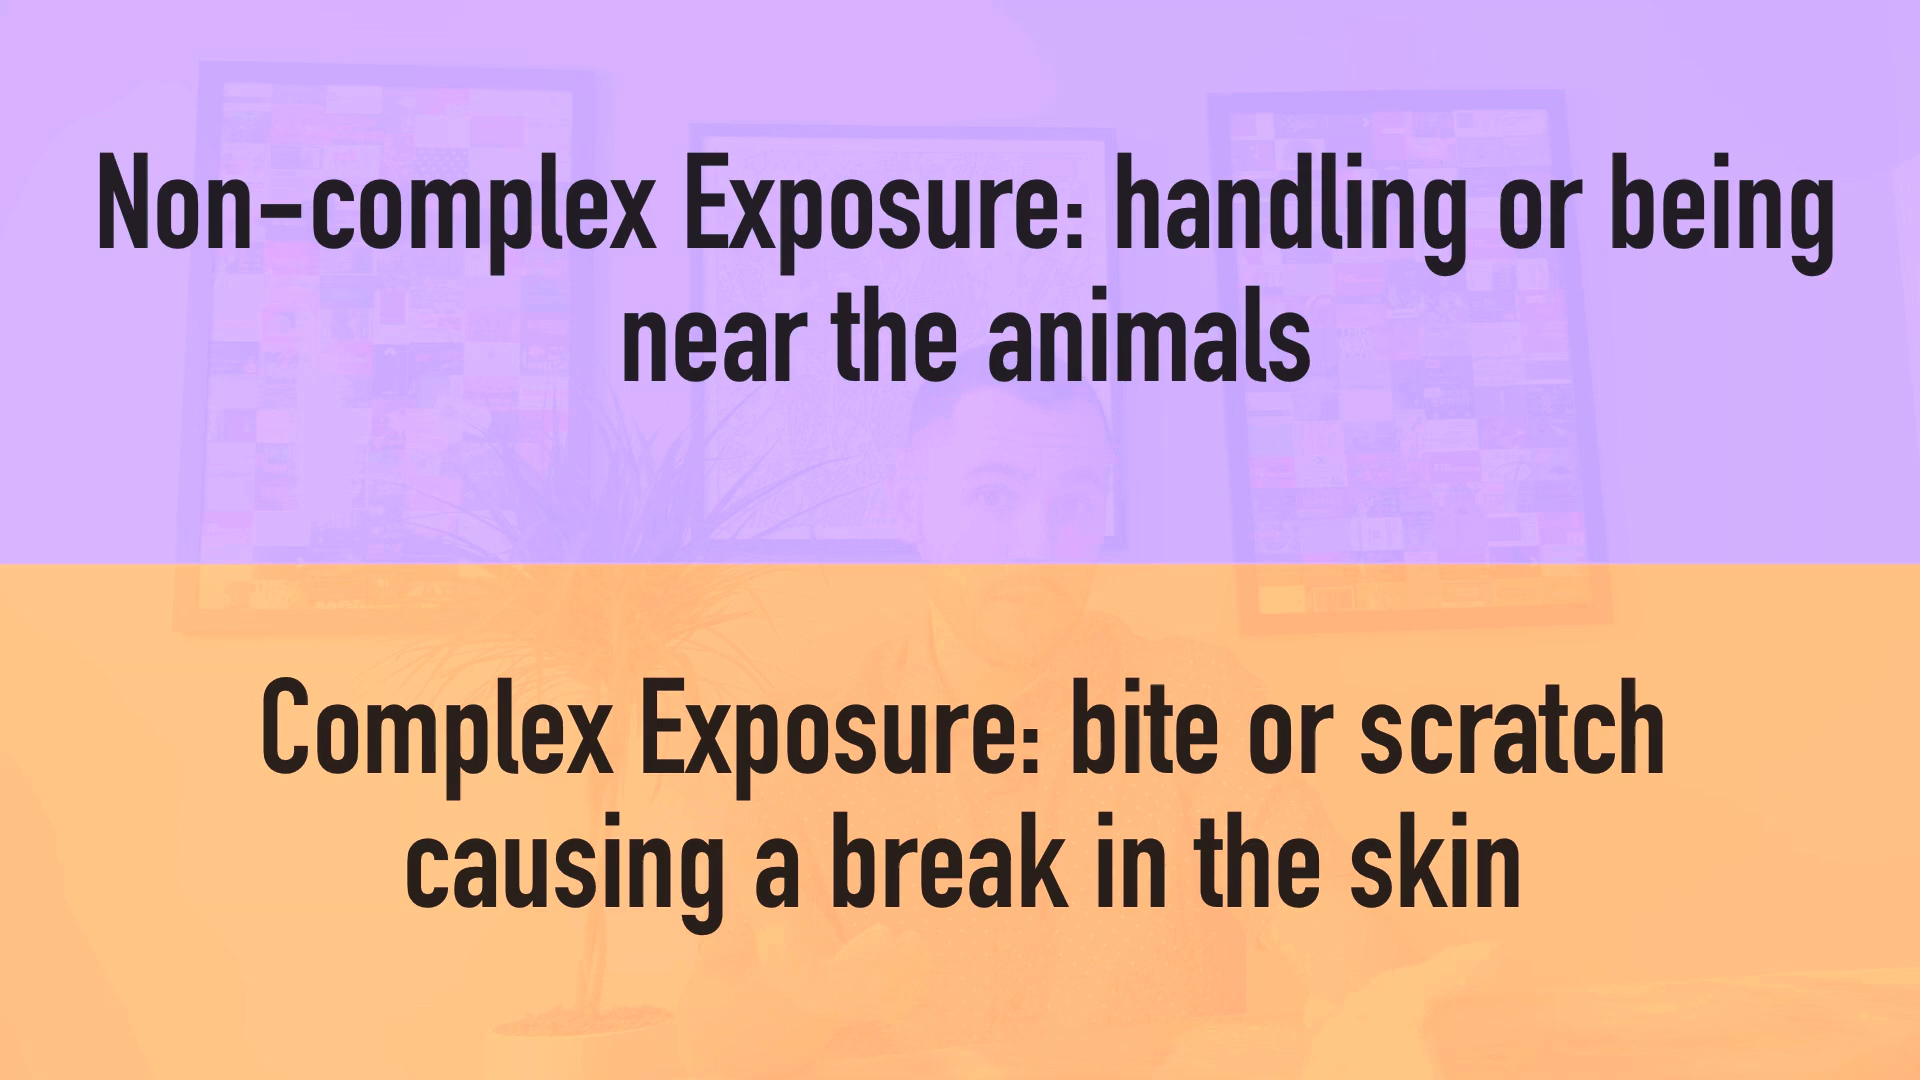 Non-complex Exposure: handling or being
near the animals
Complex Exposure: bite or scratch
causing a break in the skin